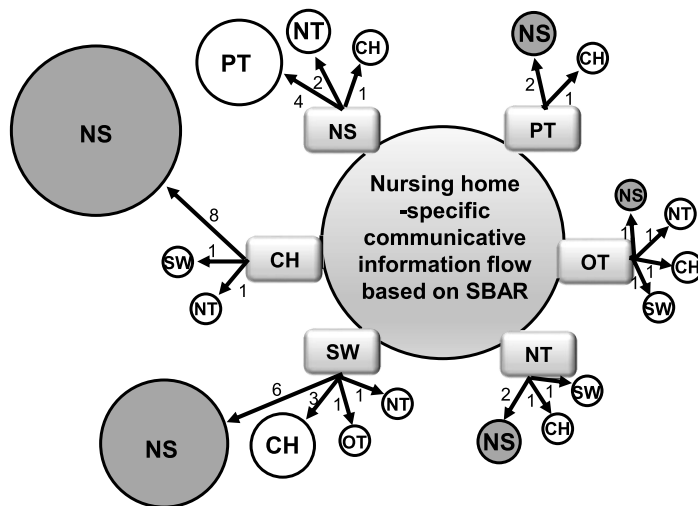 NT
NS
PT
CH
CH
2
1
2
1
4
NS
PT
NS
Nursing home
-specific
communicative
information flow
based on SBAR
NS
NT
8
1
1
1
1
SW
1
CH
OT
CH
NT
1
SW
SW
NT
6
3
1
1
2
1
1
SW
NT
NS
CH
OT
NS
CH